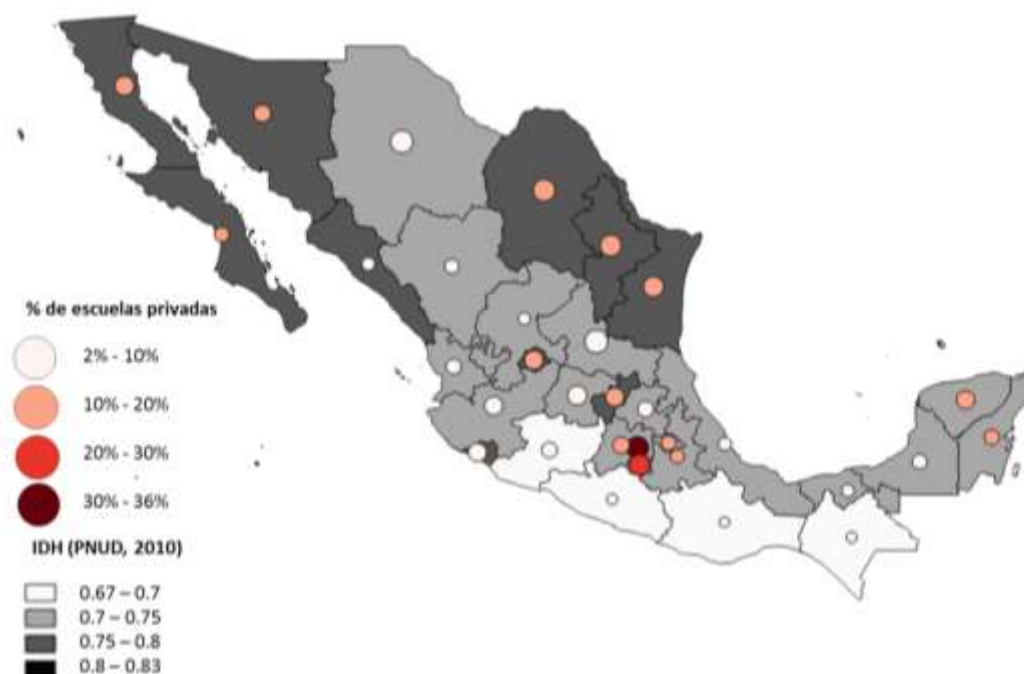 % de escuelas privadas
2% - 10%
10% - 20%
20% - 30%
30% - 36%
IDH (PNUD, 2010)
0.67 – 0.7
0.7 – 0.75
0.75 – 0.8
0.8 – 0.83